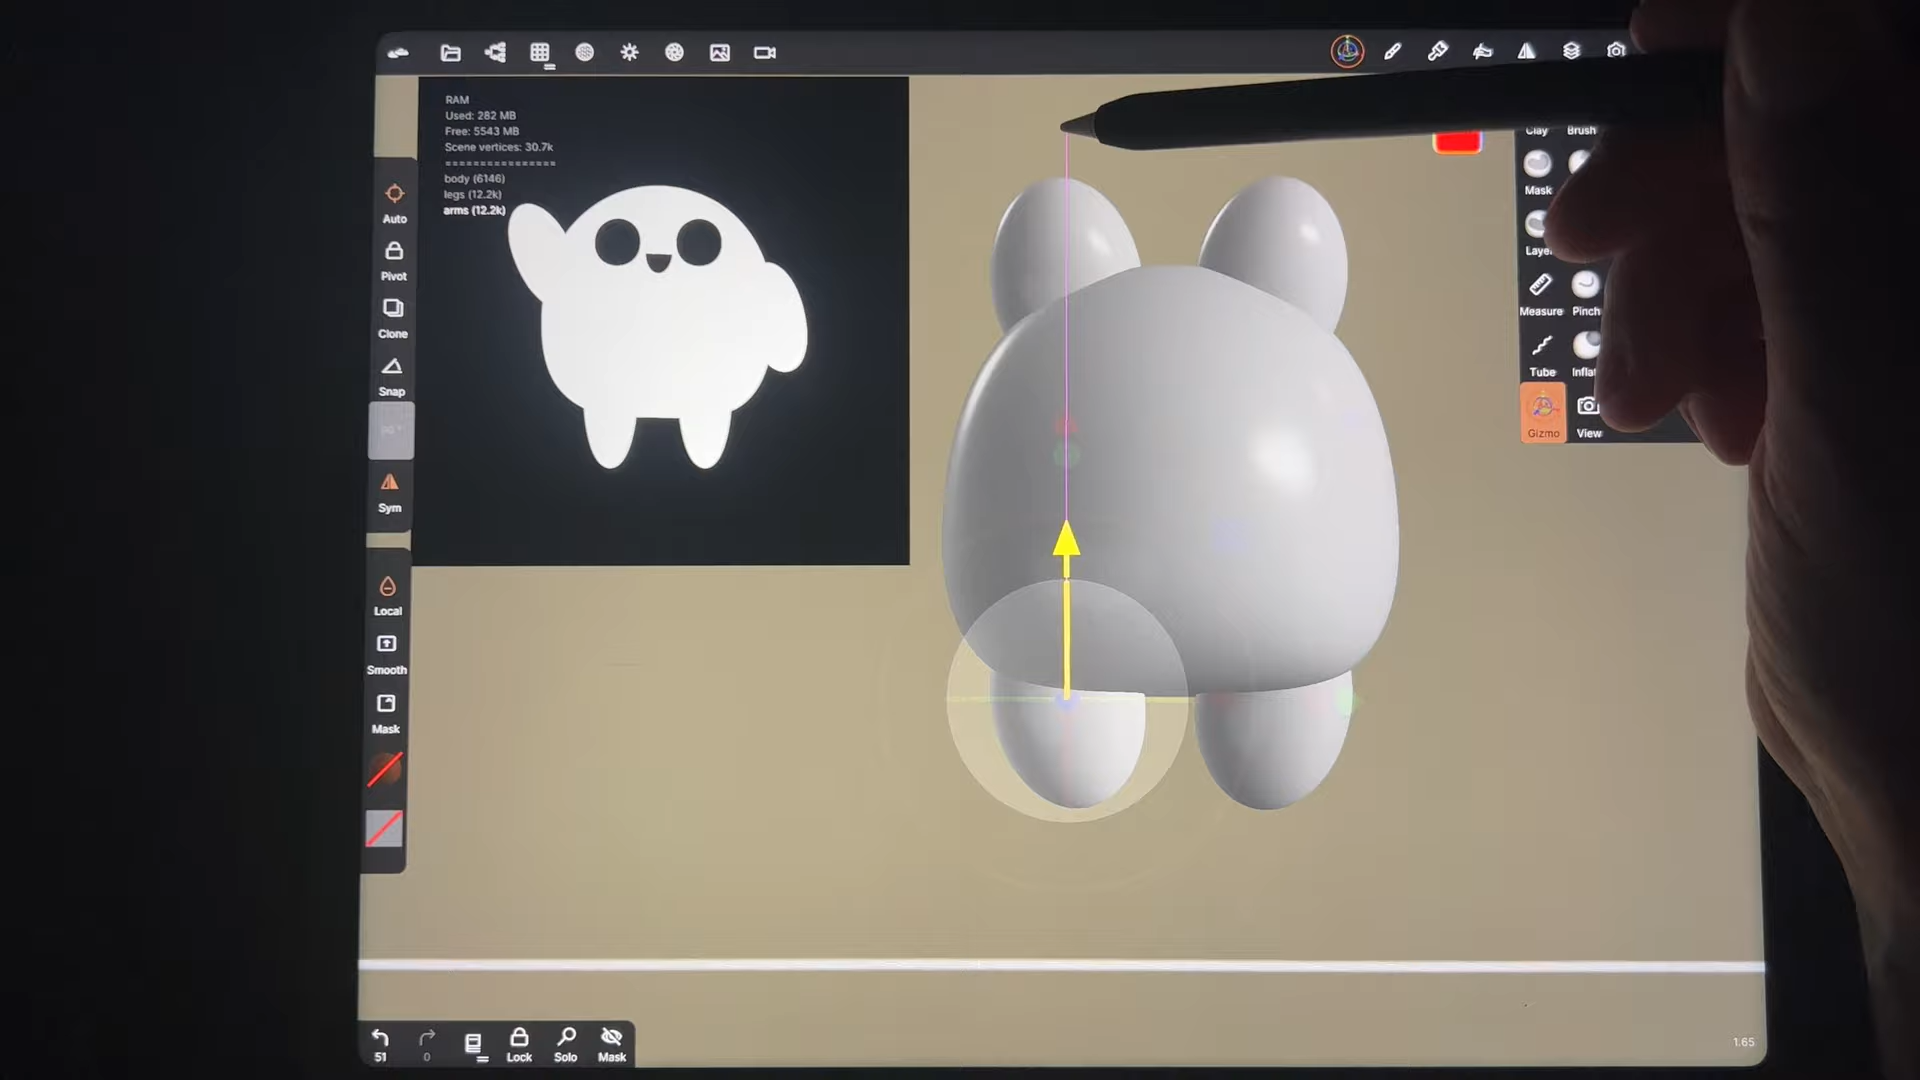 RAM
Used: 282 MB
Free: 5543 MB
Scene vertices: 30.7k
================
body (6146)
legs (12.2k)
arms (12.2k)
Auto
Pivot
Clone
Snap
Sym
Local
Smooth
Mask
Clay
Brush
Mask
Measure
Pinch
Tube
Gizmo
View
51
0
Lock
Solo
Mask
1.65